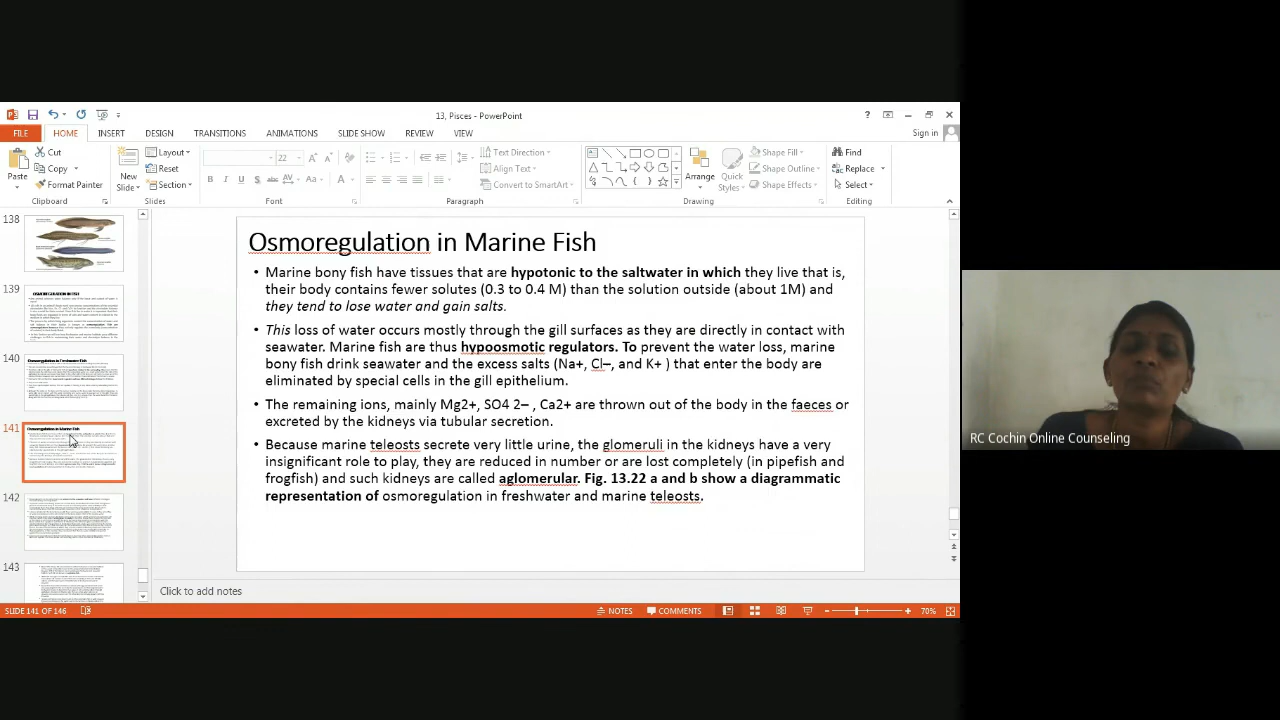 13, Pisces - PowerPoint
FILE
HOME
INSERT
DESIGN
TRANSITIONS
ANIMATIONS
SLIDE SHOW
REVIEW
VIEW
Sign in
Paste
Cut
Copy
Format Painter
Clipboard
New
Slide
Layout
Reset
Section
Slides
22
Font
Text Direction
Align Text
Convert to SmartArt
Paragraph
Arrange
Quick
Styles
Shape Fill
Shape Outline
Shape Effects
Drawing
Find
Replace
Select
Editing
138
139
140
Osmoregulation in Freshwater Fish
141
Osmoregulation in Marine Fish
142
143
Osmoregulation in Marine Fish
• Marine bony fish have tissues that are hypotonic to the saltwater in which they live that is,
their body contains fewer solutes (0.3 to 0.4 M) than the solution outside (about 1M) and
they tend to lose water and gain salts.
• This loss of water occurs mostly through the gill surfaces as they are directly in contact with
seawater. Marine fish are thus hypoosmotic regulators. To prevent the water loss, marine
bony fish drink seawater and those of salts (Na+, Cl–, and K+ ) that enter the body are
eliminated by special cells in the gill epithelium.
• The remaining ions, mainly Mg2+, SO4 2– , Ca2+ are thrown out of the body in the faeces or
excreted by the kidneys via tubular secretion.
• Because teleosts excrete very little urine, the glomeruli in the kidneys have a very
insignificant role to play, they are reduced in number or are lost completely (in pipefish and
frogfish) and such kidneys are called aglomerular. Fig. 13.22 a and b show a diagrammatic
representation of osmoregulation in freshwater and marine teleosts.
Click to add notes
SLIDE 141 OF 146
NOTES
COMMENTS
70%
RC Cochin Online Counseling